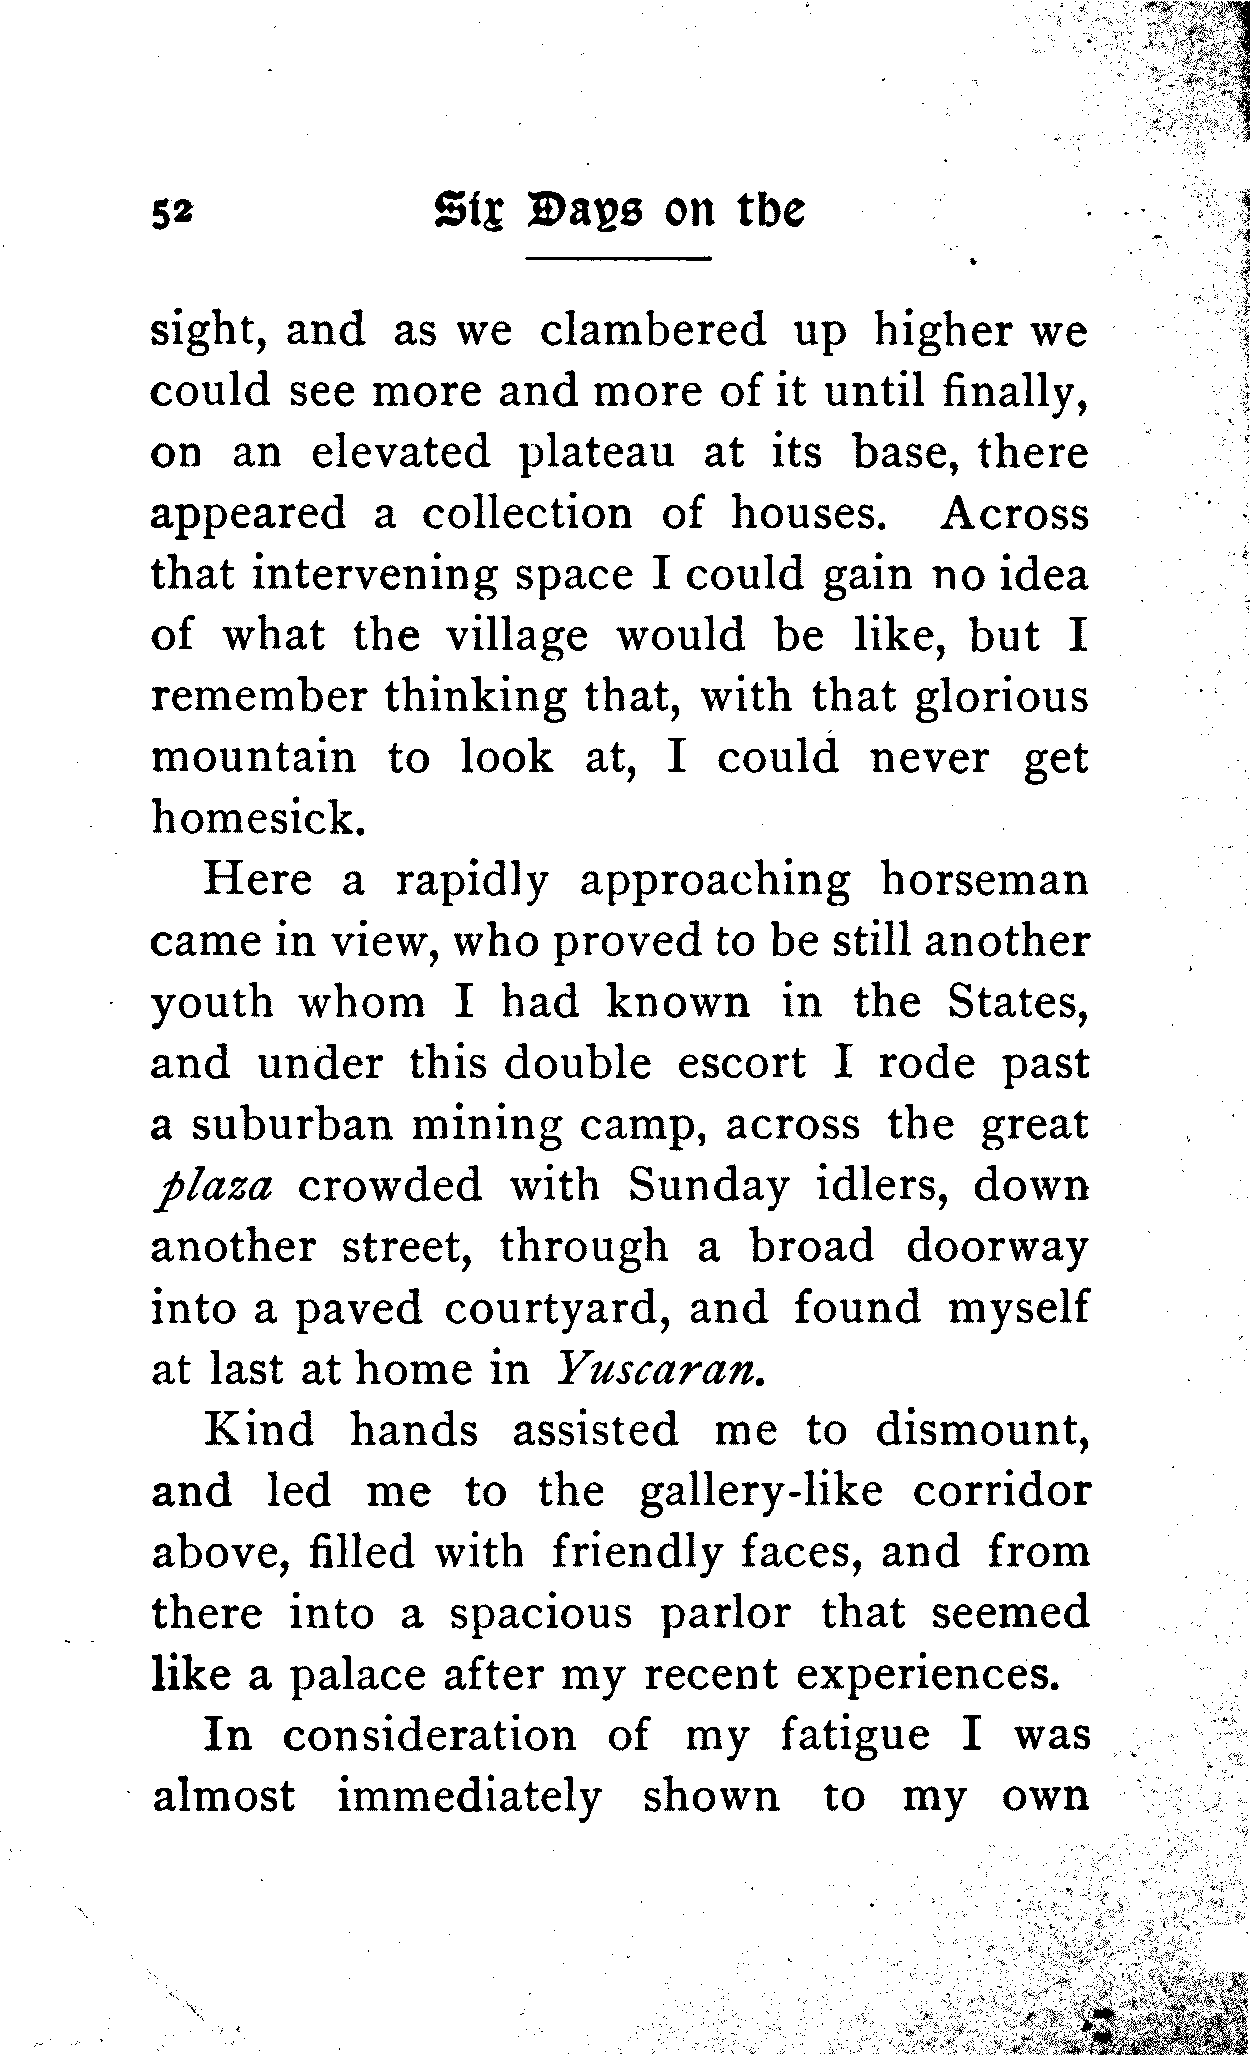 52 Six Days on the
sight, and as we clambered up higher we
could see more and more of it until finally,
on an elevated plateau at its base, there
appeared a collection of houses. Across
that intervening space I could gain no idea
of what the village would be like, but I
remember thinking that, with that glorious
mountain to look at, I could never get
homesick.
Here a rapidly approaching horseman
came in view, who proved to be still another
youth whom I had known in the States,
and under this double escort I rode past
a suburban mining camp, across the great
plaza crowded with Sunday idlers, down
another street, through a broad doorway
into a paved courtyard, and found myself
at last at home in Yuscaran.
Kind hands assisted me to dismount,
and led me to the gallery-like corridor
above, filled with friendly faces, and from
there into a spacious parlor that seemed
like a palace after my recent experiences.
In consideration of my fatigue I was
almost immediately shown to my own